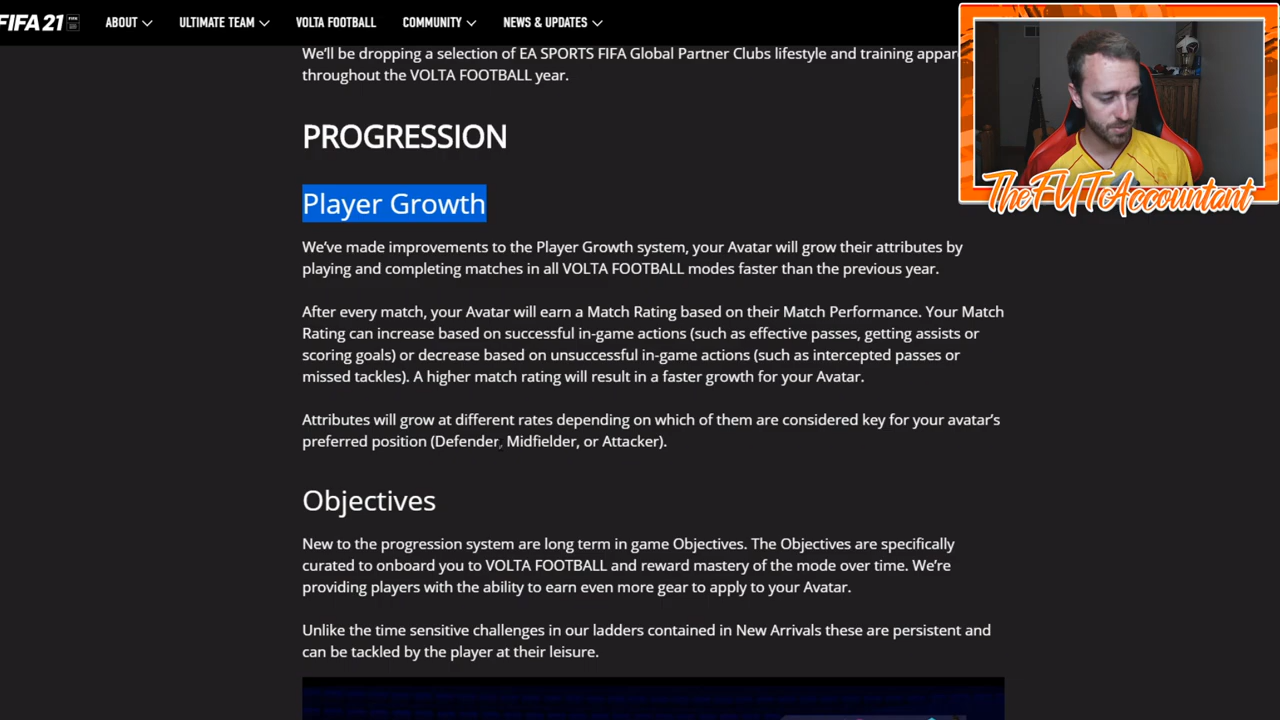 FIFA 21
ABOUT
ULTIMATE TEAM
VOLTA FOOTBALL
COMMUNITY
NEWS & UPDATES
We'll be dropping a selection of EA SPORTS FIFA Global Partner Clubs lifestyle and training
throughout the VOLTA FOOTBALL year.
TheFUTAccountant
PROGRESSION
Player Growth
We've made improvements to the Player Growth system, your Avatar will grow their attributes by
playing and completing matches in all VOLTA FOOTBALL modes faster than the previous year.
After every match, your Avatar will earn a Match Rating based on their Match Performance. Your Match
Rating can increase based on successful in-game actions (such as effective passes, getting assists or
scoring goals) or decrease based on unsuccessful in-game actions (such as intercepted passes or
missed tackles). A higher match rating will result in a faster growth for your Avatar.
Attributes will grow at different rates depending on which of them are considered key for your avatar's
preferred position (Defender, Midfielder, or Attacker).
Objectives
New to the progression system are long term in game Objectives. The Objectives are specifically
curated to onboard you to VOLTA FOOTBALL and reward mastery of the mode over time. We're
providing players with the ability to earn even more gear to apply to your Avatar.
Unlike the time sensitive challenges in our ladders contained in New Arrivals these are persistent and
can be tackled by the player at their leisure.